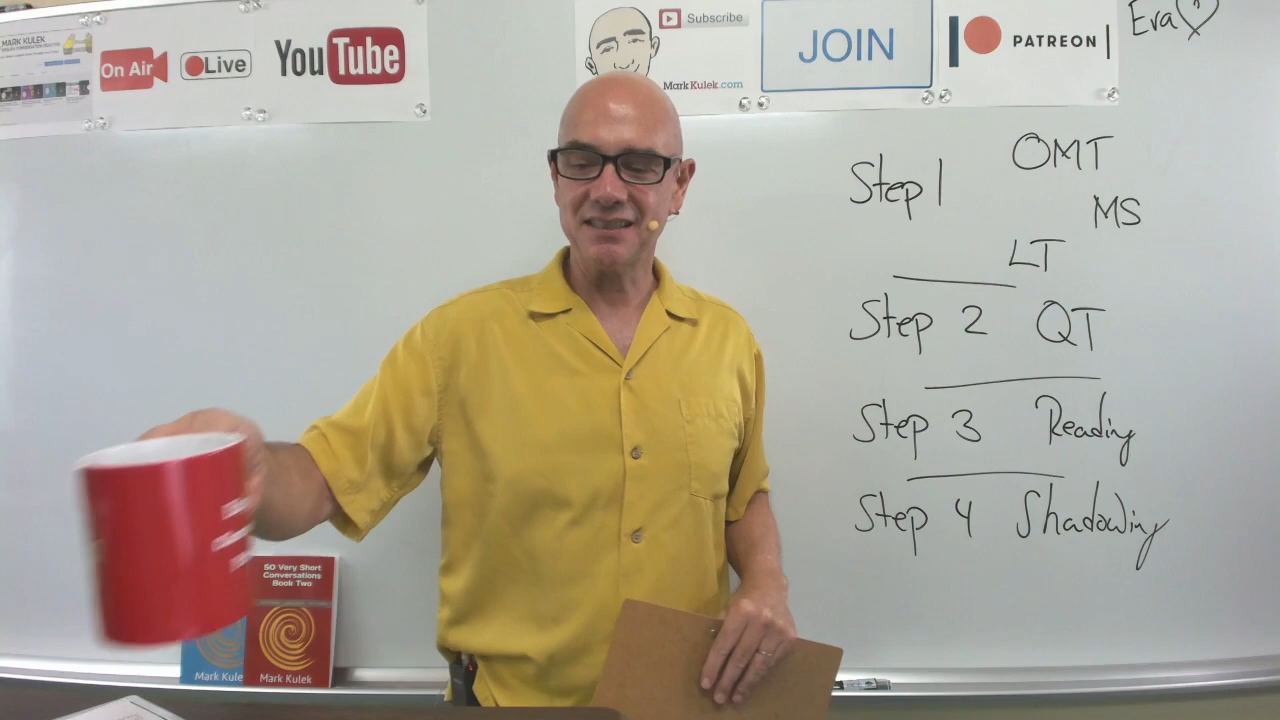 MARK KULEK
On Air
Live
YouTube
Subscribe
MarkKulek.com
JOIN
PATREON
Eva
Step 1
OMT
MS
LT
Step 2 QT
Step 3 Reading
Step 4 Shadowing
50 Very Short
Conversations
Book Two
Mark Kule
Mark Kulek